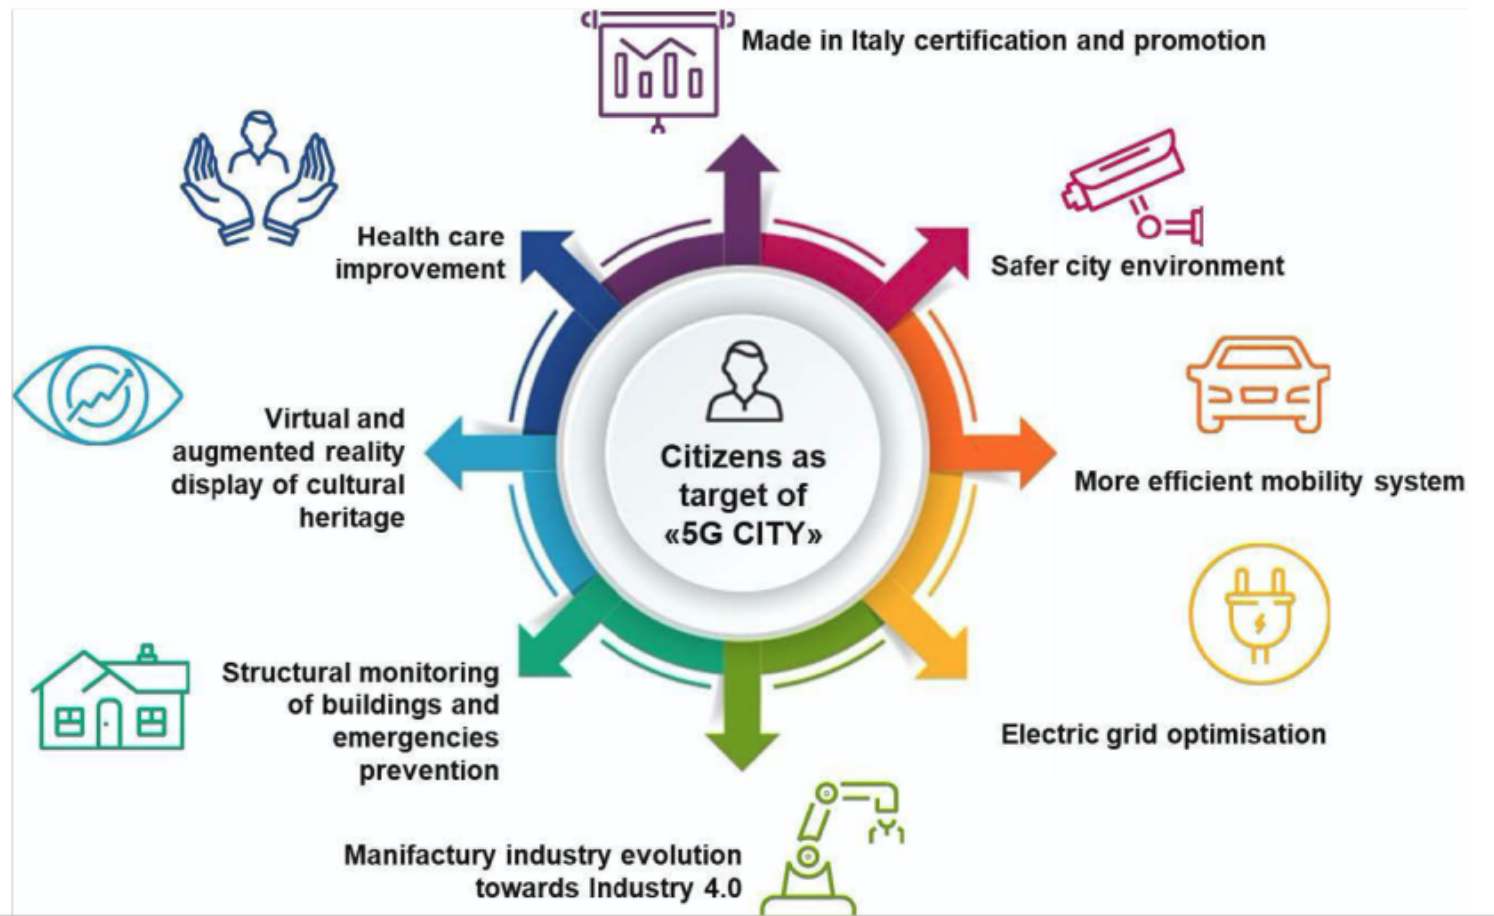 Made in Italy certification and promotion
Safer city environment
More efficient mobility system
Electric grid optimisation
Manifactury industry evolution
towards Industry 4.0
Structural monitoring
of buildings and
emergencies
prevention
Virtual and
augmented reality
display of cultural
heritage
Health care
improvement
Citizens as
target of
«5G CITY»